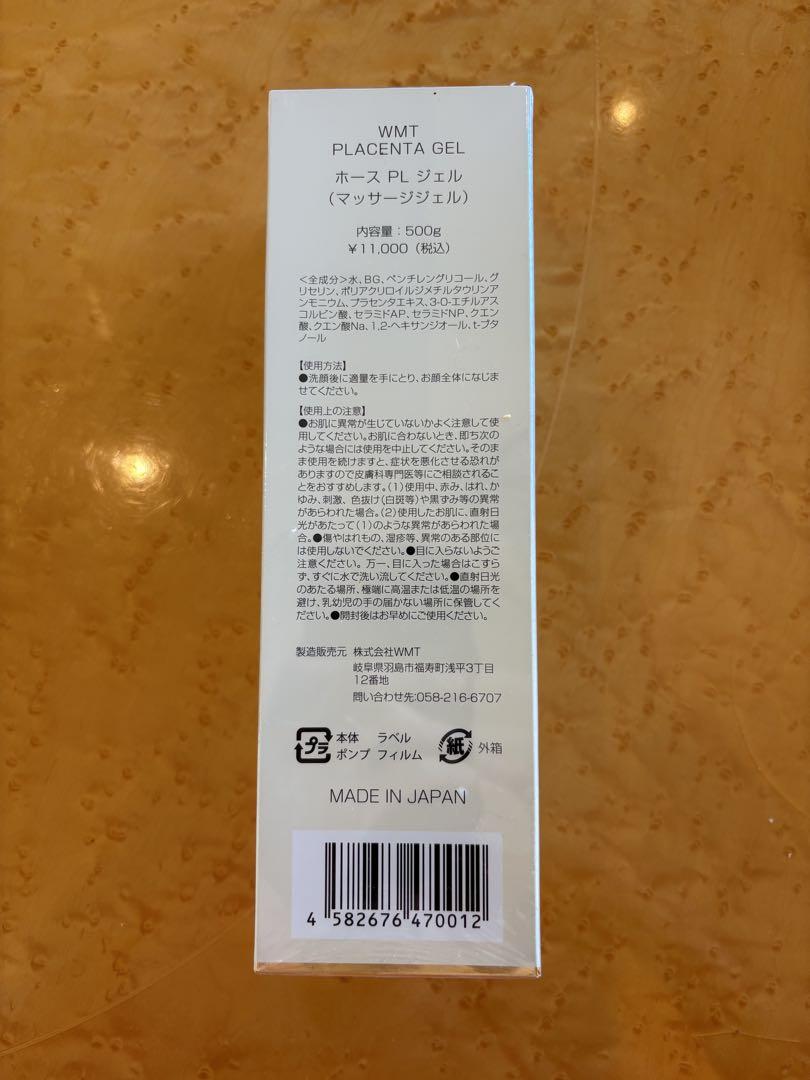 WMT
PLACENTA GEL
ホース PL ジェル
（マッサージジェル）
内容量：500g
￥11,000（税込）
＜全成分＞水、BG、ペンチレングリコール、グ
リセリン、ポリアクリロイルジメチルタウリンア
ンモニウム、プラセンタエキス、3-O-エチルアス
コルビン酸、セラミドAP、セラミドNP、クエン
酸、クエン酸Na、1,2-ヘキサンジオール、t-ブタ
ノール
【使用方法】
●洗顔後に適量を手にとり、お顔全体になじま
せてください。
【使用上の注意】
●お肌に異常が生じていないかよく注意して使
用してください。お肌に合わないとき、即ち次の
ような場合には使用を中止してください。そのま
ま使用を続けますと、症状を悪化させる恐れが
ありますので皮膚科専門医等にご相談されるこ
とをおすすめします。（1）使用中、赤み、はれ、か
ゆみ、刺激、色抜け（白斑等）や黒ずみ等の異常
があらわれた場合。（2）使用したお肌に、直射日
光があたって（1）のような異常があらわれた場
合。●傷やはれもの、湿疹等、異常のある部位に
は使用しないでください。●目に入らないようご
注意ください。万一、目に入った場合はこすら
ず、すぐに水で洗い流してください。●直射日光
のあたる場所、極端に高温または低温の場所を
避け、乳幼児の手の届かない場所に保管してく
ださい。●開封後はお早めにご使用ください。
製造販売元 株式会社WMT
岐阜県羽島市福寿町浅平3丁目
12番地
問い合わせ先:058-216-6707
プラ 本体 ラベル
ポンプ フィルム
紙 外箱
MADE IN JAPAN
4 582676 470012